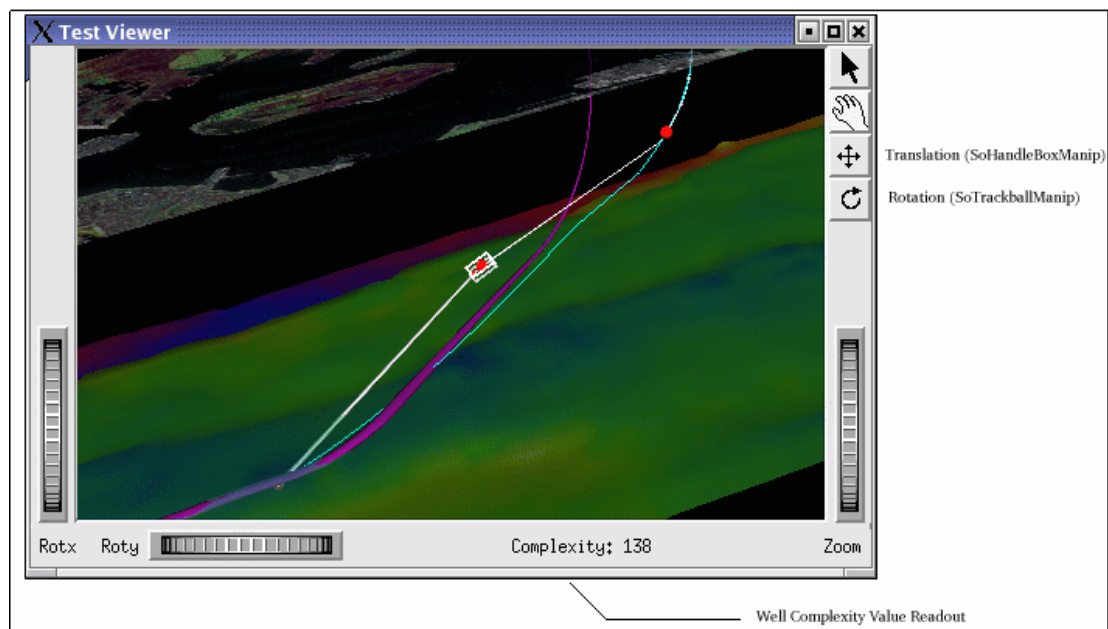 Test Viewer
Translation (SoHandleBoxManip)
Rotation (SoTrackballManip)
Rotx Roty Complexity: 138 Zoom
Well Complexity Value Readout